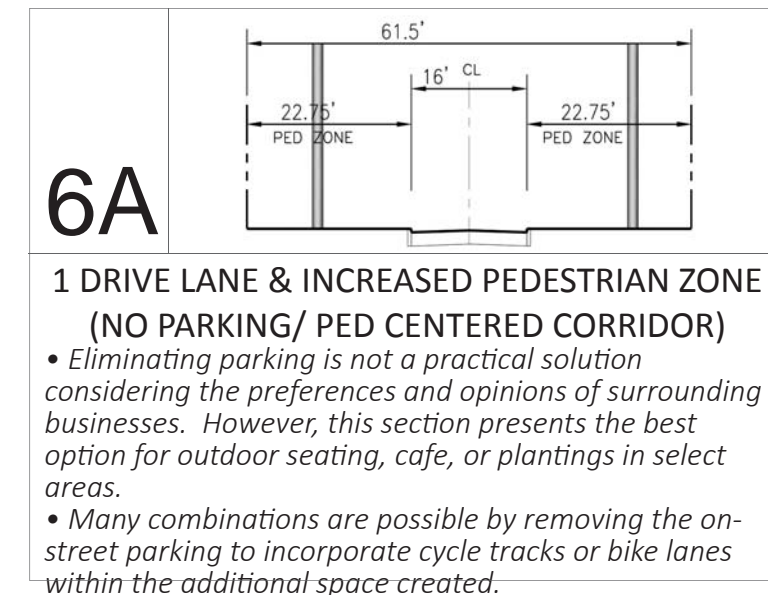 61.5'
16' CL
22.75' 22.75'
PED ZONE PED ZONE
6A
1 DRIVE LANE & INCREASED PEDESTRIAN ZONE
(NO PARKING/ PED CENTERED CORRIDOR)
• Eliminating parking is not a practical solution
considering the preferences and opinions of surrounding
businesses.  However, this section presents the best
option for outdoor seating, cafe, or plantings in select
areas.
• Many combinations are possible by removing the on-
street parking to incorporate cycle tracks or bike lanes
within the additional space created.